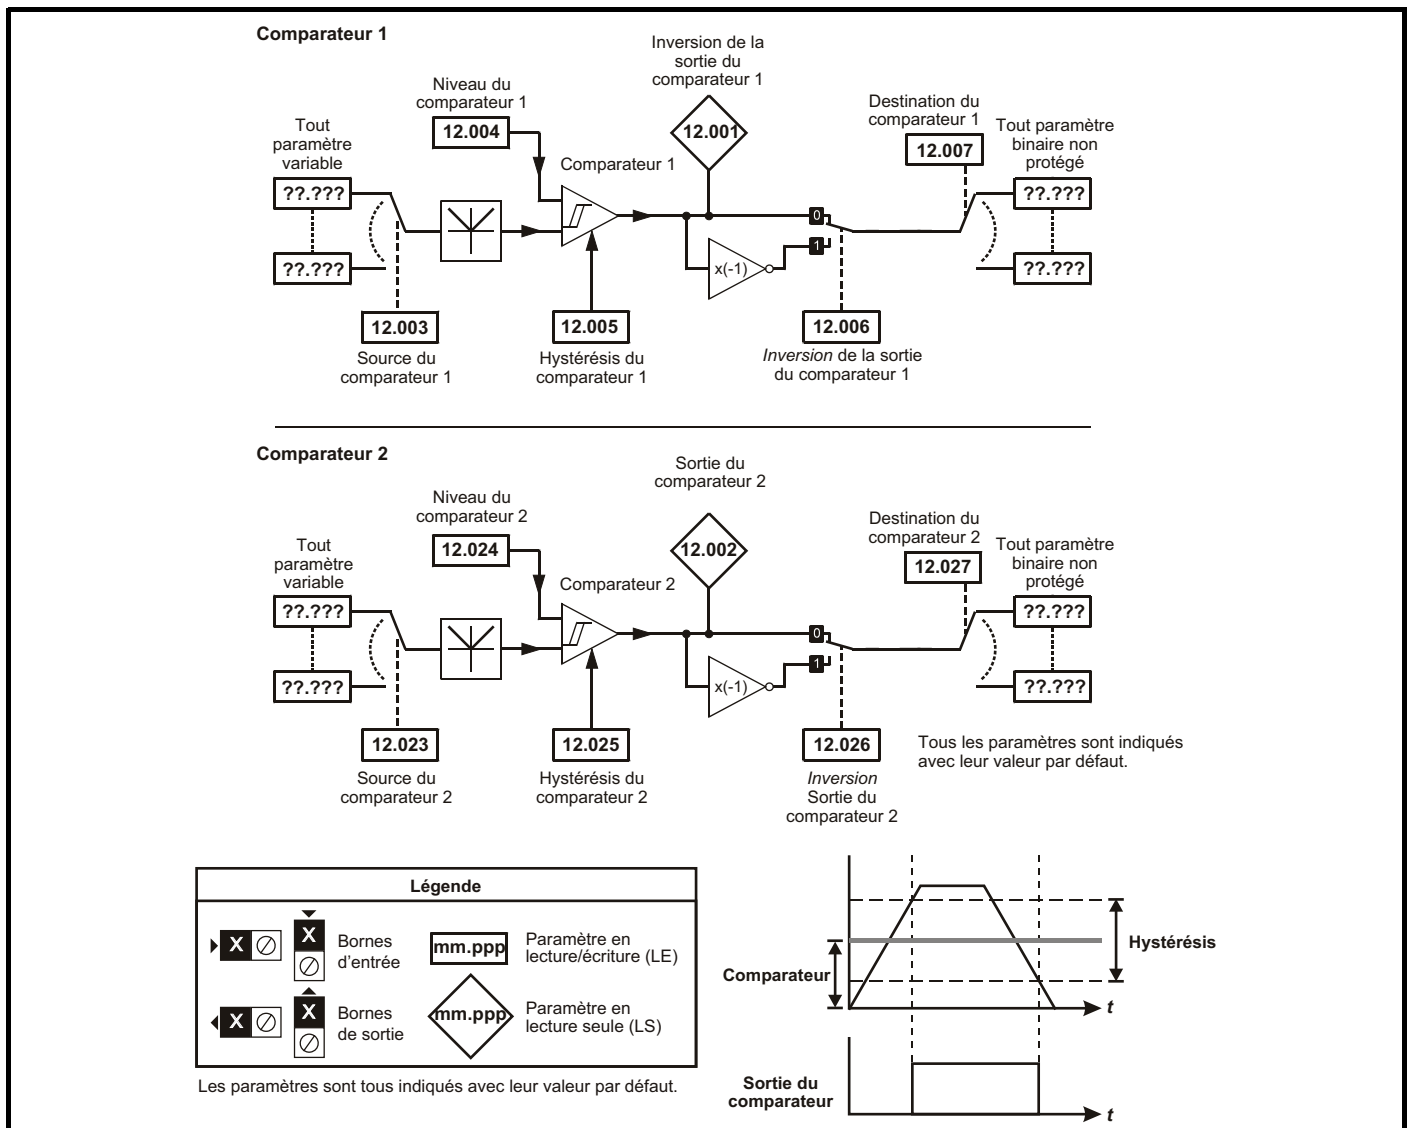 Comparateur 1
Inversion de la
sortie du
comparateur 1
Niveau du
comparateur 1
12.004
12.001
Destination du
comparateur 1
12.007
Tout
paramètre
variable
Tout paramètre
binaire non
protégé
Comparateur 1
??.???
??.???
0
1
x(-1)
??.???
??.???
12.003
12.005
12.006
Source du
comparateur 1
Hystérésis du
comparateur 1
Inversion de la sortie
du comparateur 1
Comparateur 2
Sortie du
comparateur 2
Niveau du
comparateur 2
12.024
12.002
Destination du
comparateur 2
12.027
Tout
paramètre
variable
Tout paramètre
binaire non
protégé
Comparateur 2
??.???
??.???
0
1
x(-1)
??.???
??.???
12.023
12.025
12.026
Source du
comparateur 2
Hystérésis du
comparateur 2
Inversion
Sortie du
comparateur 2
Tous les paramètres sont indiqués
avec leur valeur par défaut.
Légende
X
X
Bornes
d'entrée
mm.ppp
Paramètre en
lecture/écriture (LE)
X
X
Bornes
de sortie
mm.ppp
Paramètre en
lecture seule (LS)
Les paramètres sont tous indiqués avec leur valeur par défaut.
Hystérésis
Comparateur
t
Sortie du
comparateur
t